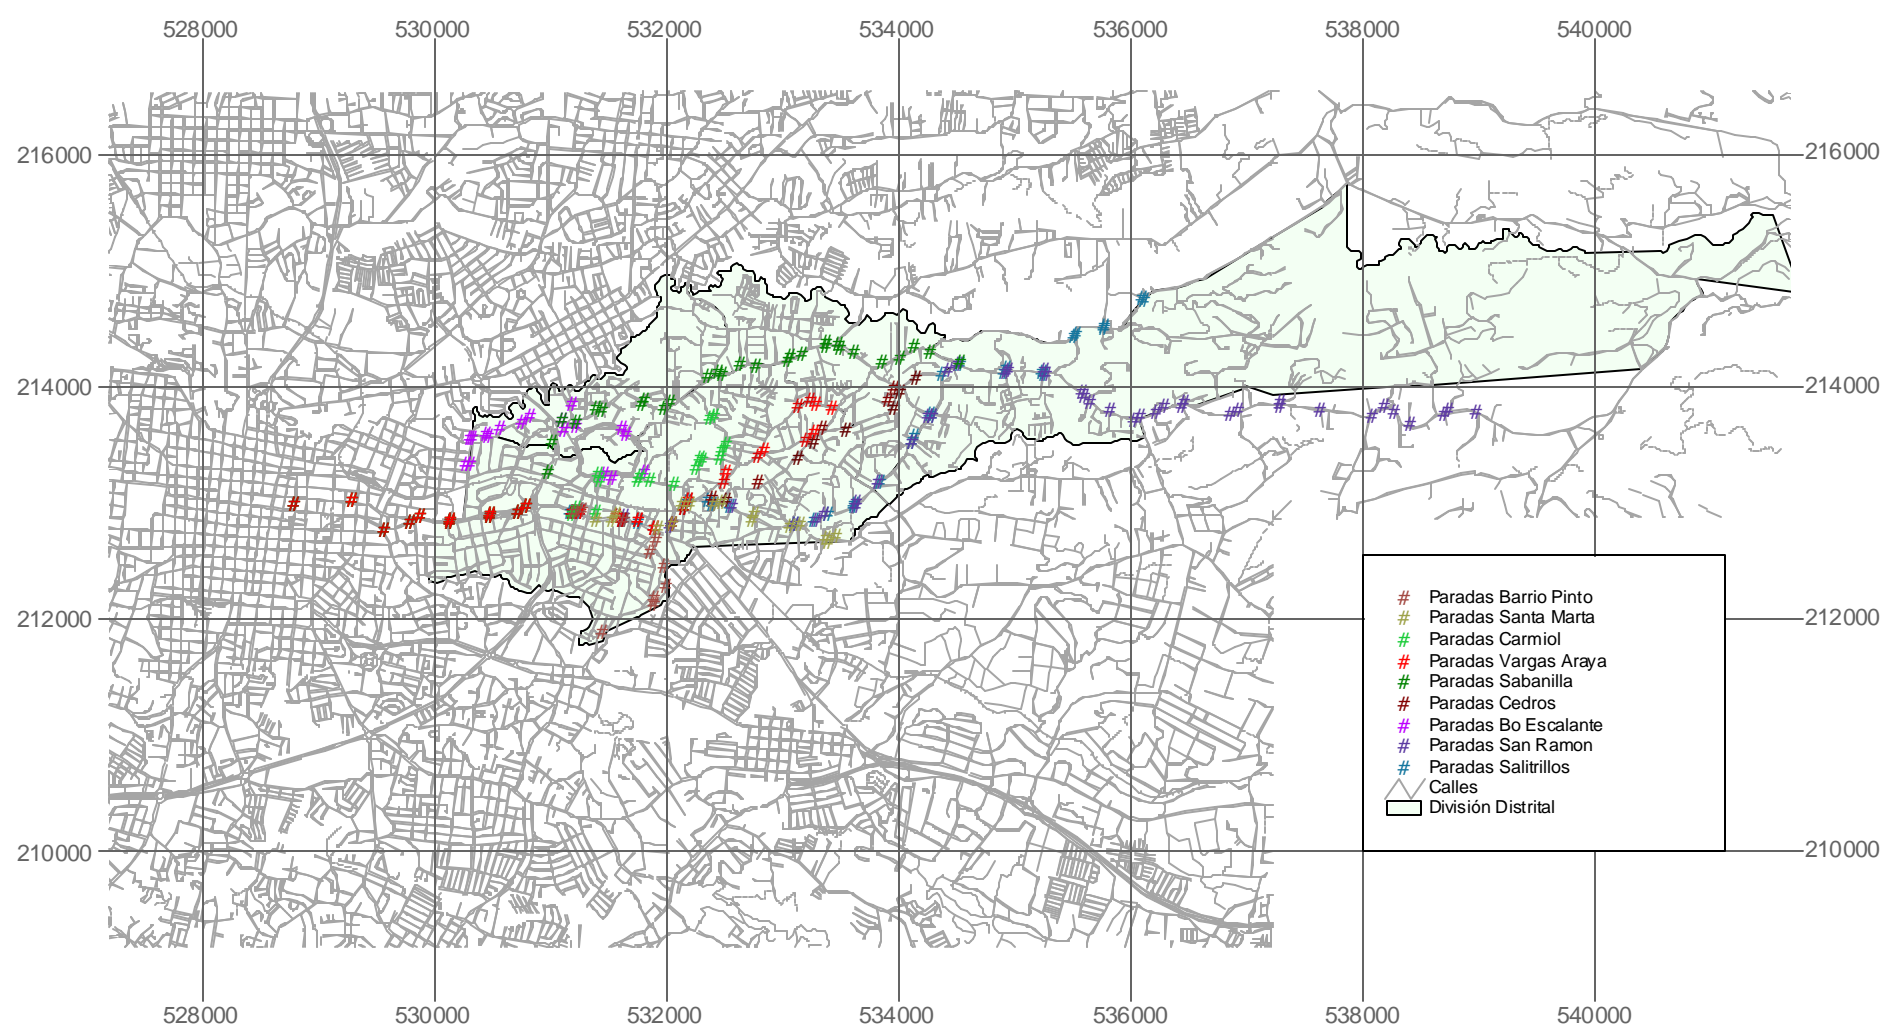 528000 530000 532000 534000 536000 538000 540000
216000 216000
214000 214000
212000 212000
210000 210000
# Paradas Barrio Pinto
# Paradas Santa Marta
# Paradas Carmiol
# Paradas Vargas Araya
# Paradas Sabanilla
# Paradas Cedros
# Paradas Bo Escalante
# Paradas San Ramon
# Paradas Salitrillos
Calles
División Distrital
528000 530000 532000 534000 536000 538000 540000